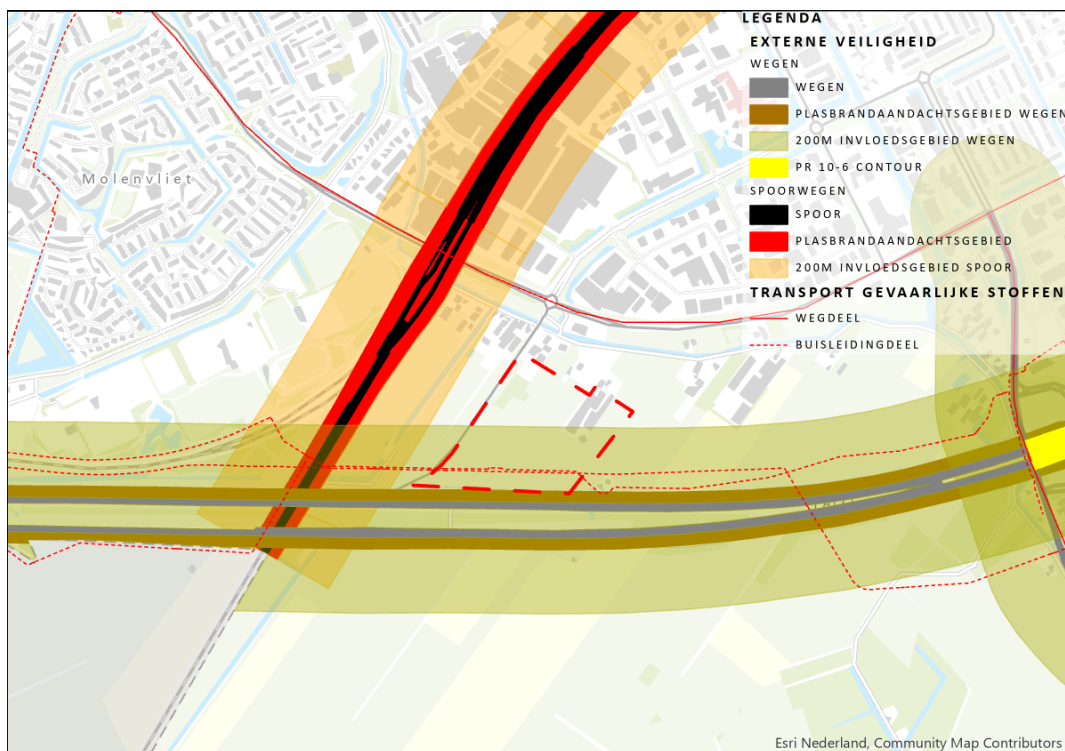 LEGENDA
EXTERNE VEILIGHEID
WEGEN
WEGEN
PLASBRANDAANDACHTSGEBIED WEGEN
200M INVLOEDSGEBIED WEGEN
PR 10-6 CONTOUR
SPOORWEGEN
SPOOR
PLASBRANDAANDACHTSGEBIED
200M INVLOEDSGEBIED SPOOR
TRANSPORT GEVAARLIJKE STOFFEN
WEGDEEL
BUISLEIDINGDEEL
Molenvliet
Esri Nederland, Community Map Contributors